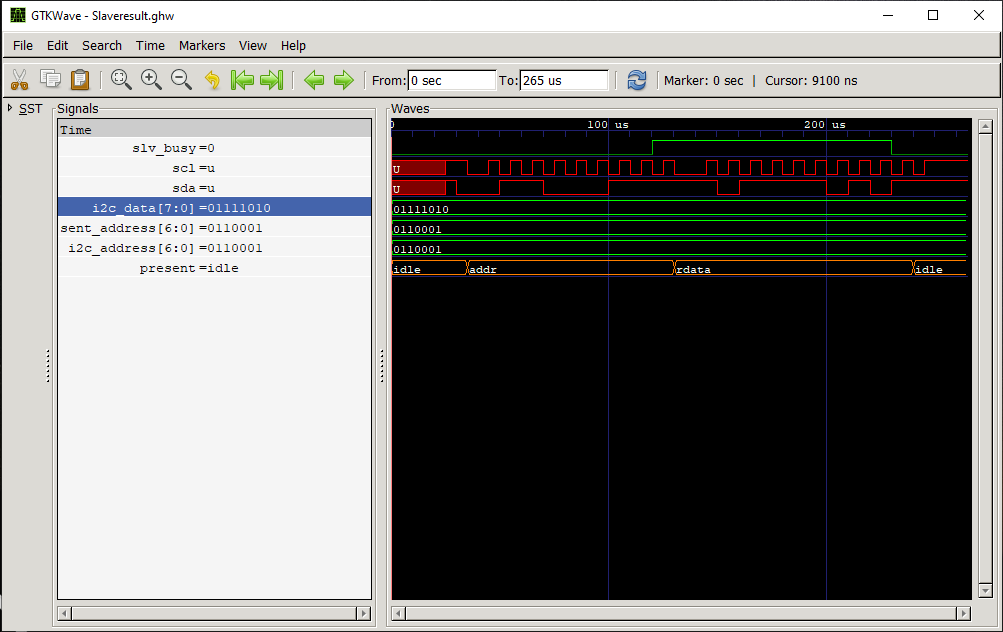 GTKWave - Slaveresult.ghw
File Edit Search Time Markers View Help
From: 0 sec To: 265 us Marker: 0 sec | Cursor: 9100 ns
SST
Signals
Time
slv_busy=0
scl=u
sda=u
i2c_data[7:0]=01111010
sent_address[6:0]=0110001
i2c_address[6:0]=0110001
present=idle
Waves
0 100 us 200 us
U
U
01111010
0110001
0110001
idle addr rdata idle